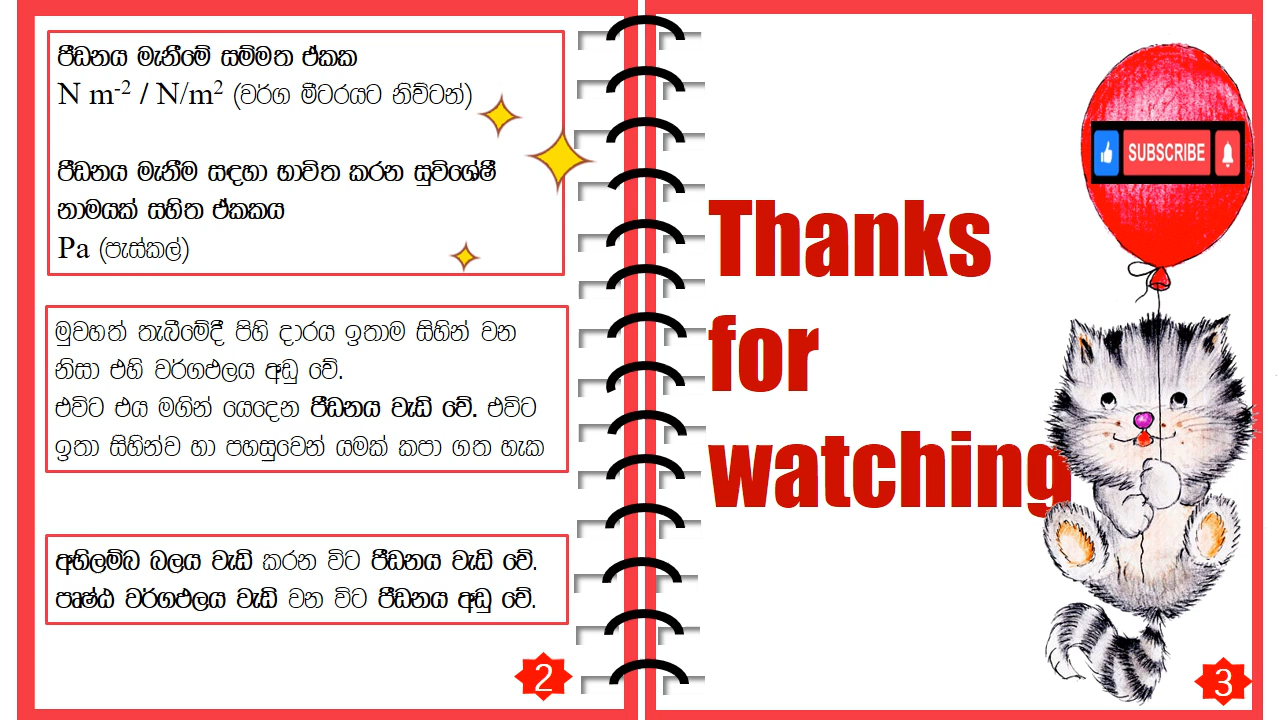 පීඩනය මැනීමේ සම්මත ඒකක
N m-2 / N/m2 (වර්ග මීටරයට නිව්ටන්)
පීඩනය මැනීම සඳහා භාවිත කරන සුවිශේෂී
නාමයක් සහිත ඒකකය
Pa (පැස්කල්)
මුවහත් තැබීමේදී පිහි දාරය ඉතාම සිහින් වන
නිසා එහි වර්ගඵලය අඩු වේ.
එවිට එය මගින් යෙදෙන පීඩනය වැඩි වේ. එවිට
ඉතා සිහින්ව හා පහසුවෙන් යමක් කපා ගත හැක
අභිලම්බ බලය වැඩි කරන විට පීඩනය වැඩි වේ.
පෘෂ්ඨ වර්ගඵලය වැඩි වන විට පීඩනය අඩු වේ.
2
Thanks
for
watching
SUBSCRIBE
3